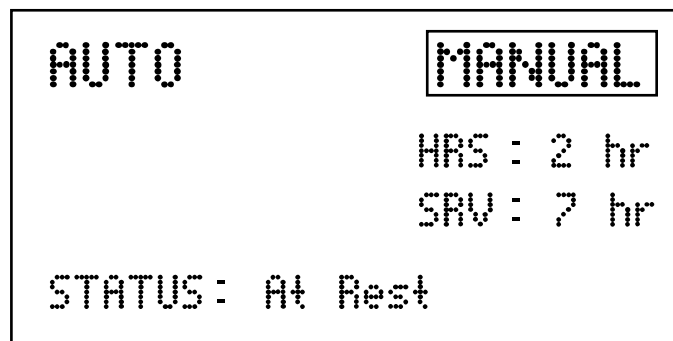 AUTO MANUAL
HRS: 2 hr
SRV: 7 hr
STATUS: At Rest